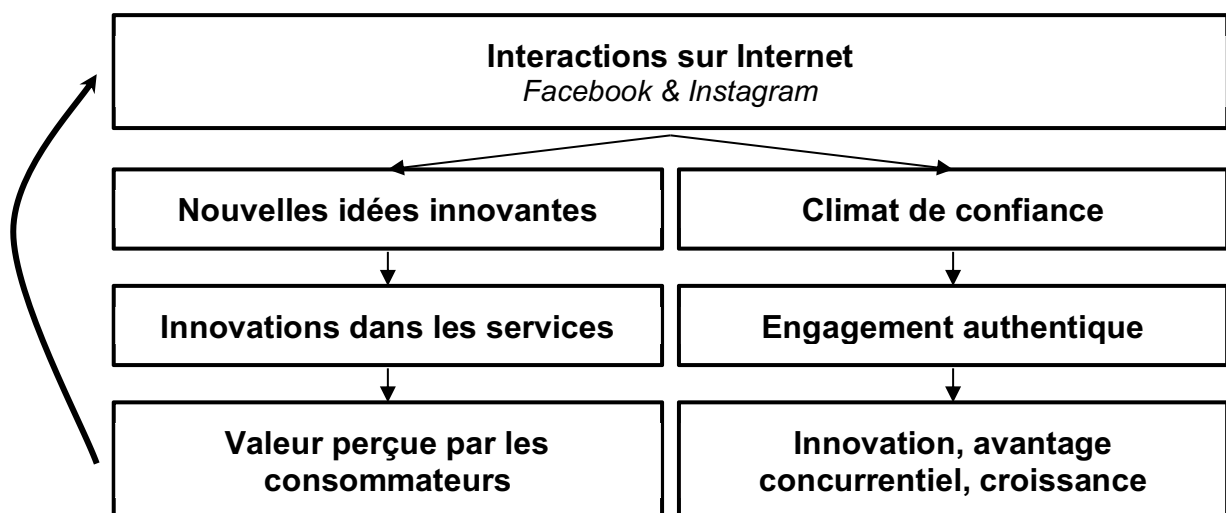 Interactions sur Internet
Facebook & Instagram
Nouvelles idées innovantes
Climat de confiance
Innovations dans les services
Engagement authentique
Valeur perçue par les
consommateurs
Innovation, avantage
concurrentiel, croissance